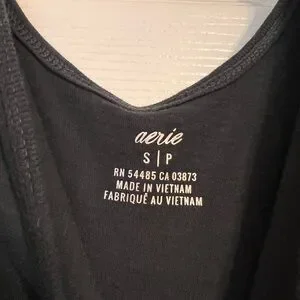 aerie
S | P
RN 54485 CA 03873
MADE IN VIETNAM
FABRIQUÉ AU VIETNAM